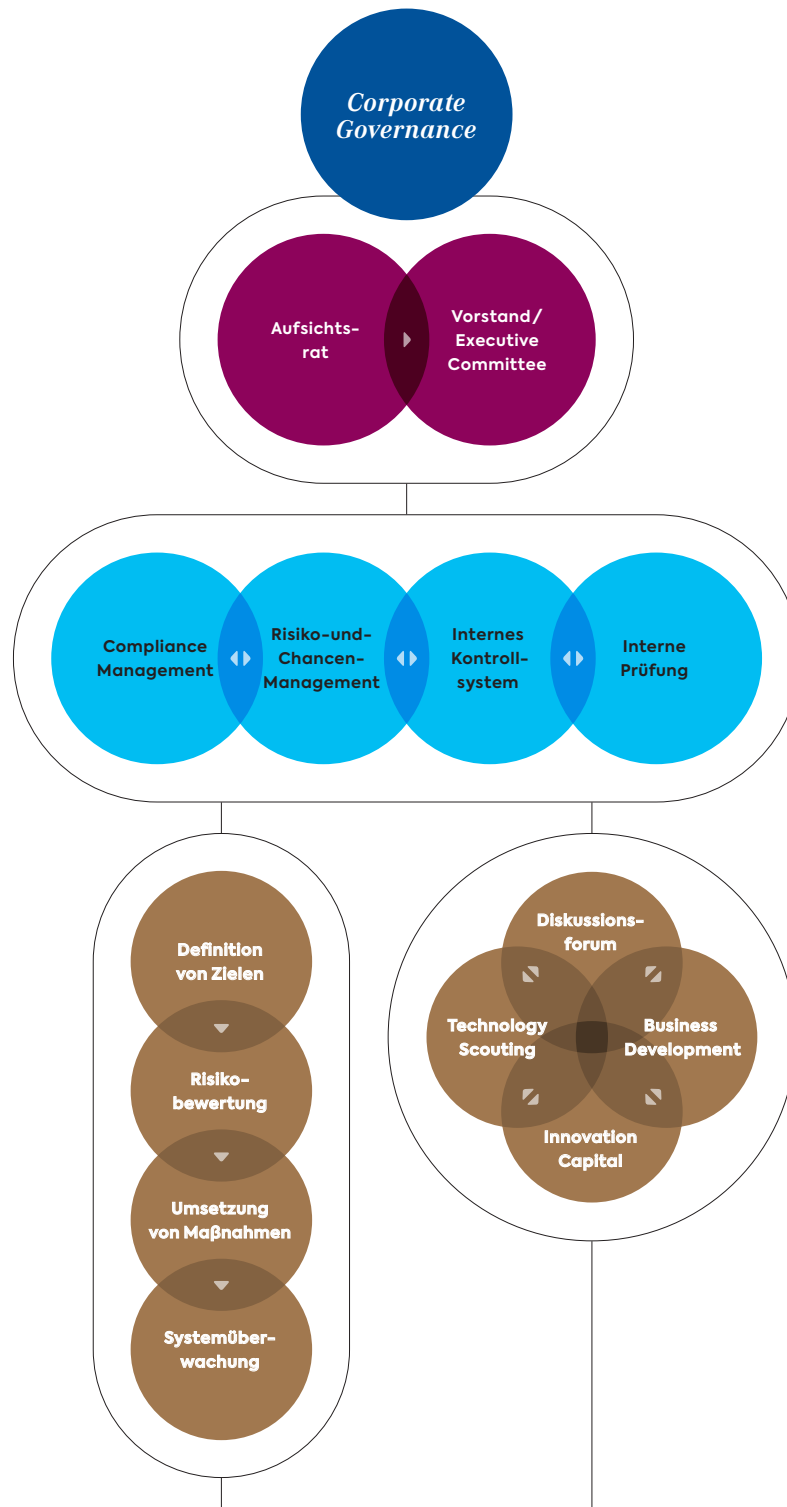 Corporate
Governance
Aufsichts-
rat
Vorstand/
Executive
Committee
Compliance
Management
Risiko-und-
Chancen-
Management
Internes
Kontroll-
system
Interne
Prüfung
Definition
von Zielen
Risiko-
bewertung
Umsetzung
von Maßnahmen
Systemüber-
wachung
Diskussions-
forum
Technology
Scouting
Business
Development
Innovation
Capital